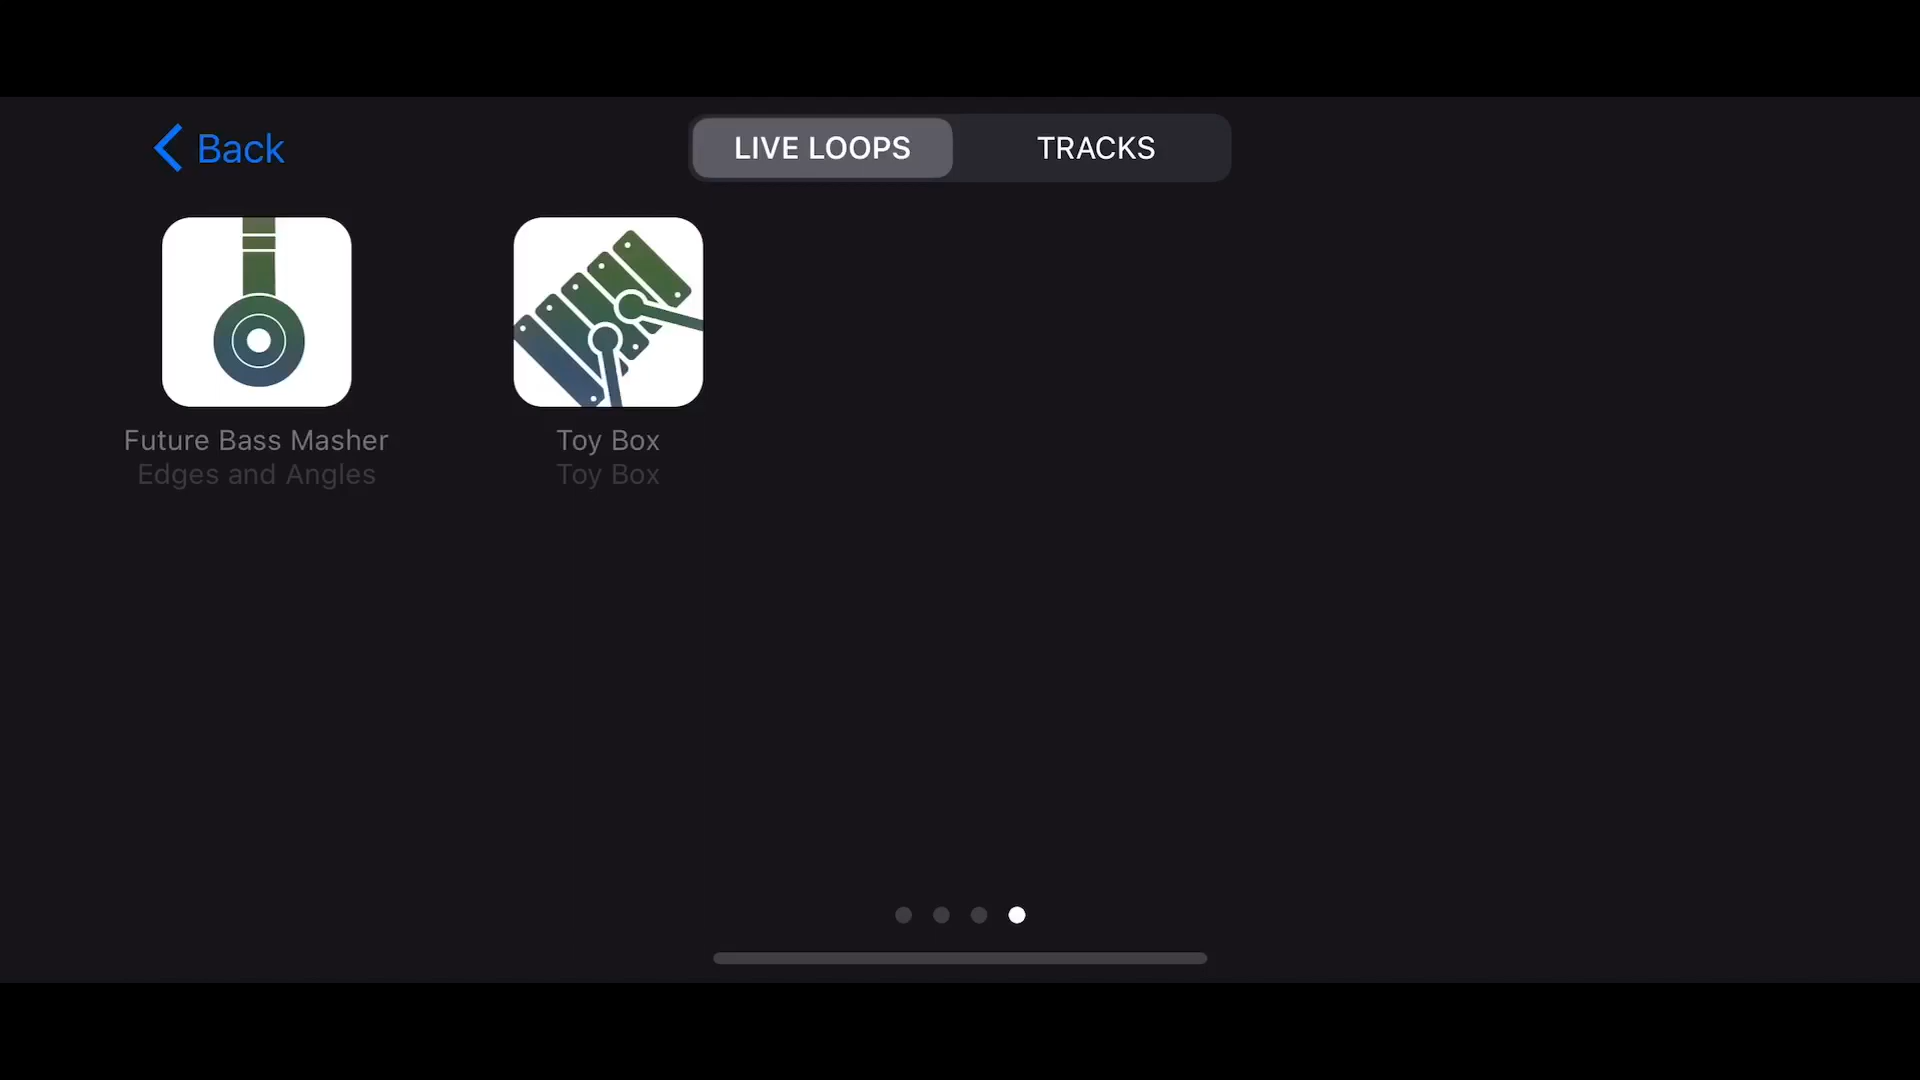 Back
LIVE LOOPS
TRACKS
Future Bass Masher
Edges and Angles
Toy Box
Toy Box